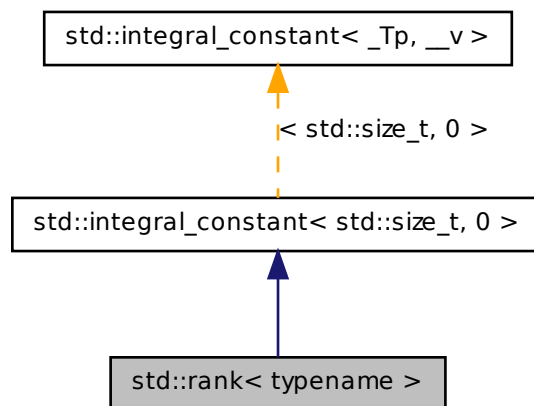 std::integral_constant< _Tp, __v >
< std::size_t, 0 >
std::integral_constant< std::size_t, 0 >
std::rank< typename >